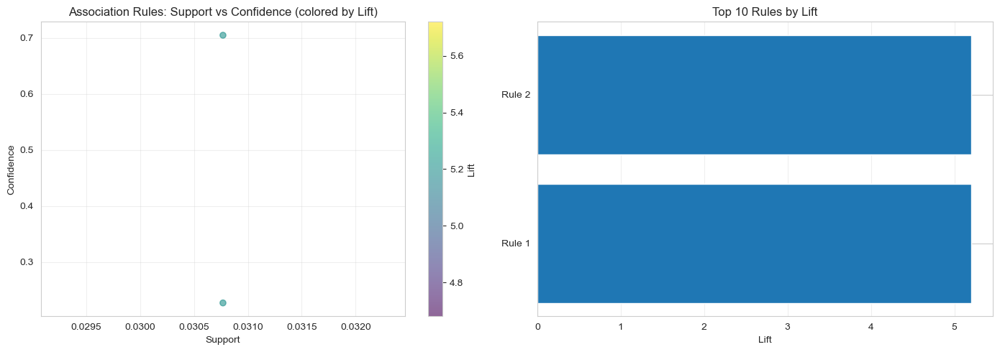 Association Rules: Support vs Confidence (colored by Lift)
0.7
0.6
0.5
0.4
0.3
Confidence
0.0295 0.0300 0.0305 0.0310 0.0315 0.0320
Support
5.6
5.4
5.2
5.0
4.8
Lift
Top 10 Rules by Lift
Rule 2
Rule 1
0 1 2 3 4 5
Lift